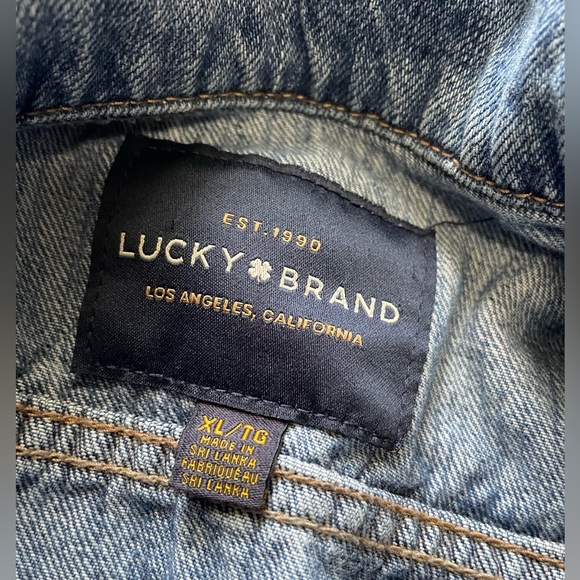 EST. 1990
LUCKY BRAND
LOS ANGELES, CALIFORNIA
XL/TG
MADE IN
SRI LANKA
FABRIQUÉ AU
SRI LANKA